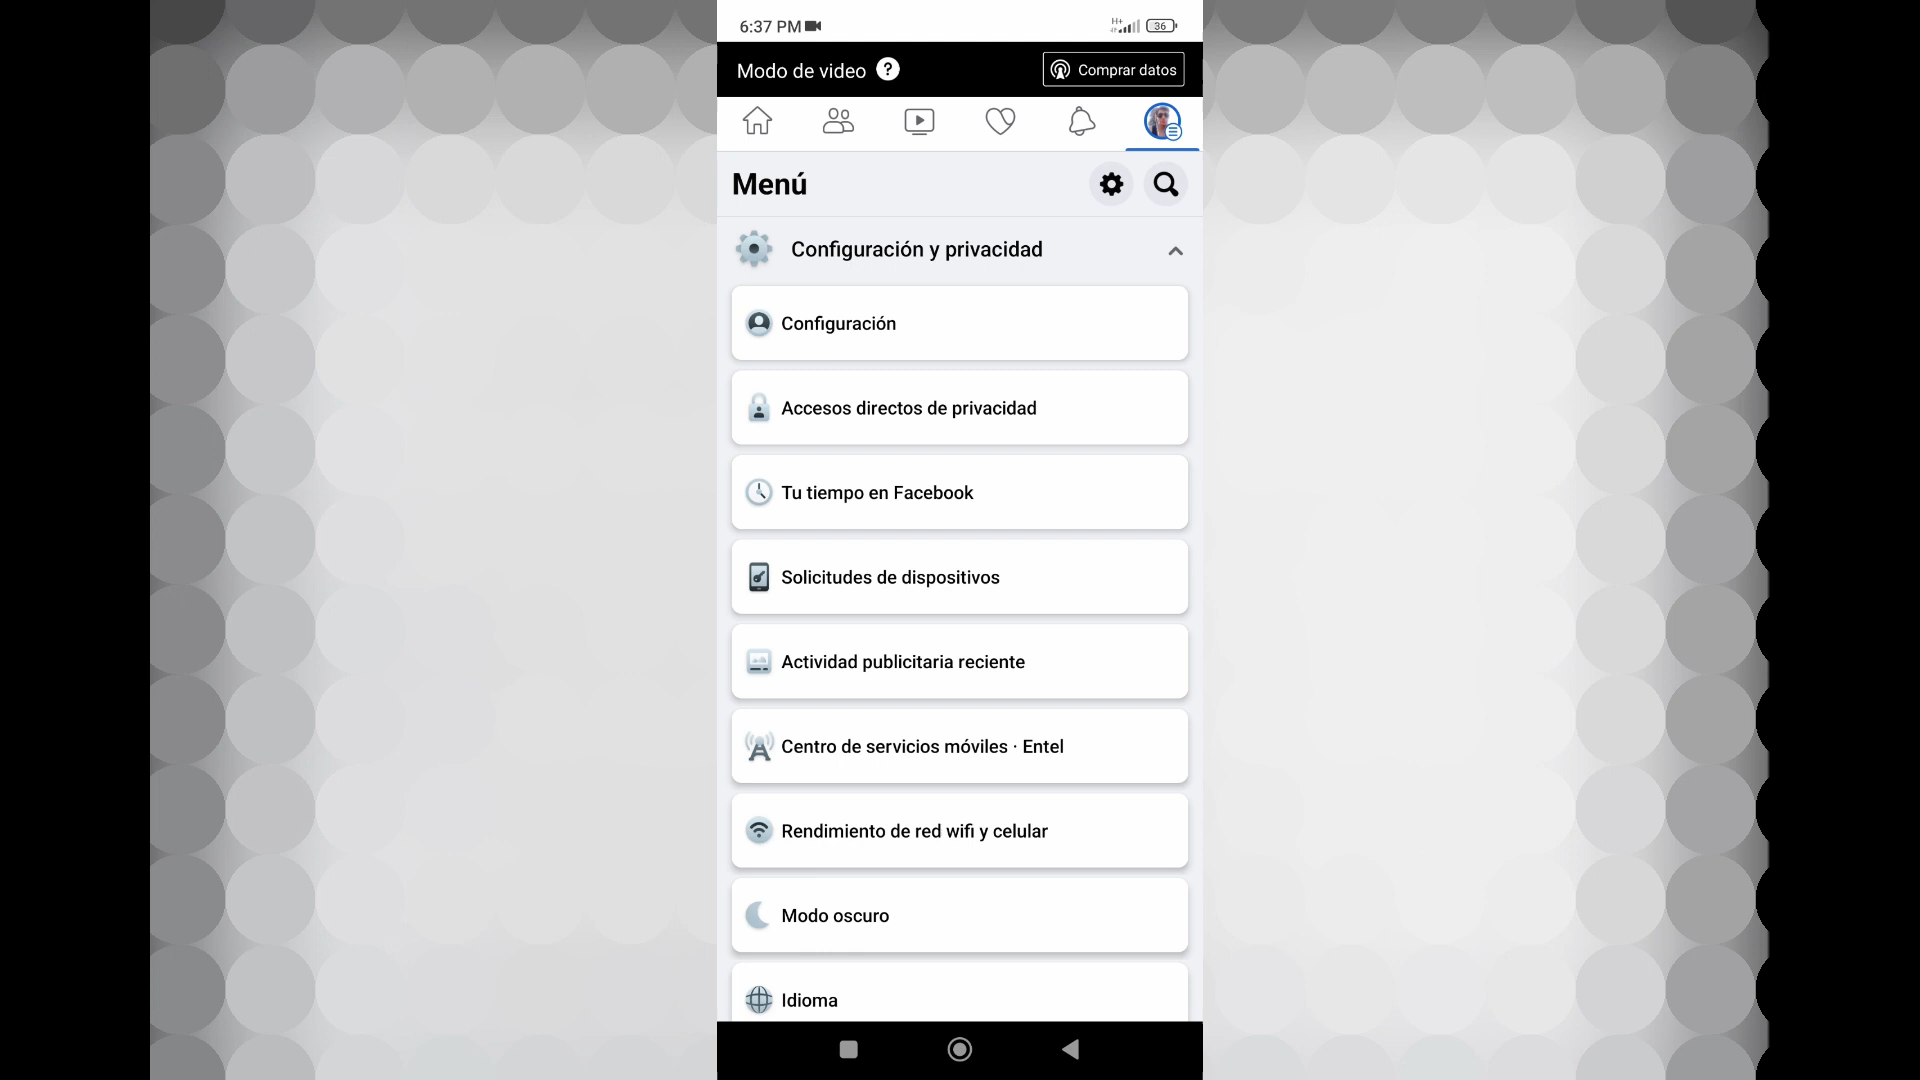 6:37 PM
H+
36
Modo de video
?
Comprar datos
Menú
Configuración y privacidad
Configuración
Accesos directos de privacidad
Tu tiempo en Facebook
Solicitudes de dispositivos
Actividad publicitaria reciente
Centro de servicios móviles · Entel
Rendimiento de red wifi y celular
Modo oscuro
Idioma